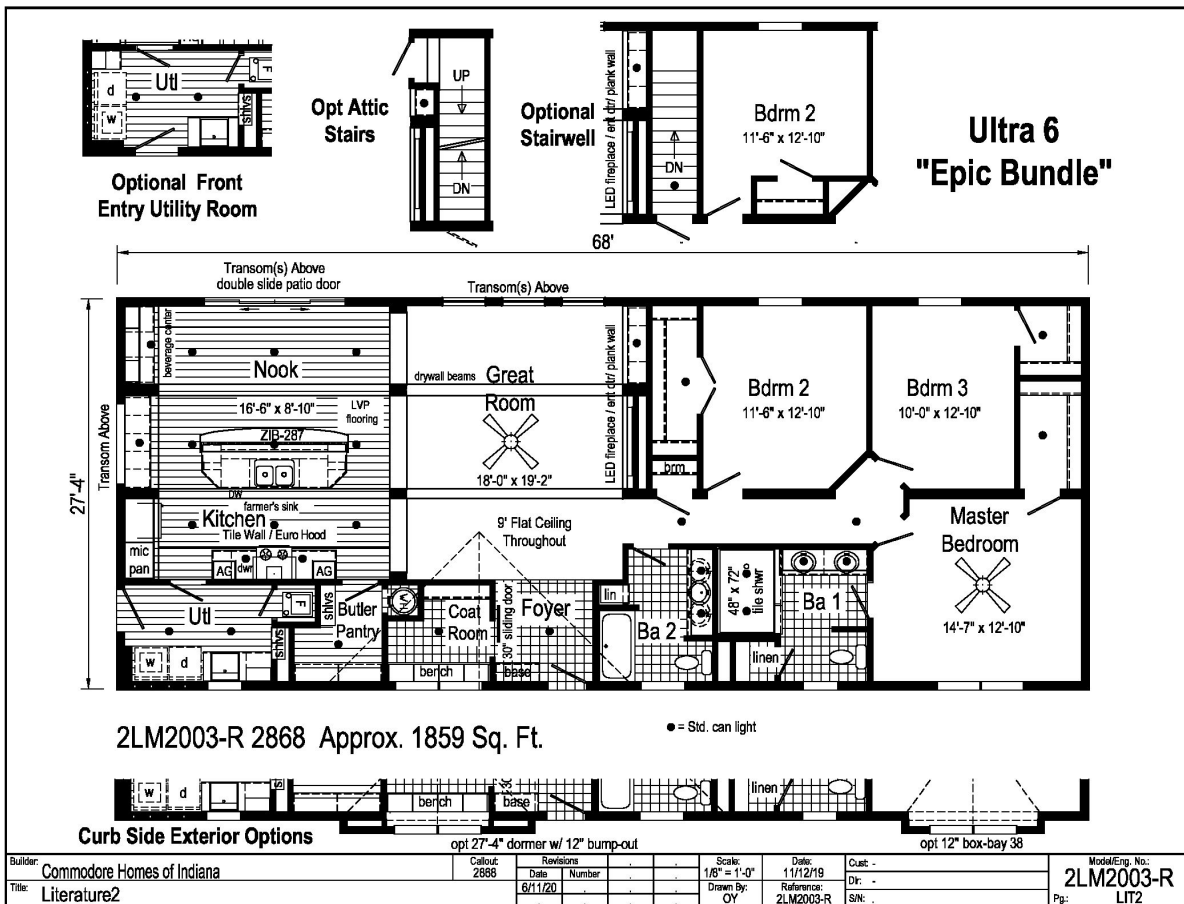 Utl
d
w
F
shlvs
Optional Front
Entry Utility Room
Opt Attic
Stairs
UP
DN
Optional
Stairwell
LED fireplace / ent ctr/ plank wall
DN
Bdrm 2
11'-6" x 12'-10"
Ultra 6
"Epic Bundle"
68'
27'-4"
Transom(s) Above
double slide patio door
Transom(s) Above
beverage center
Nook
16'-6" x 8'-10"
LVP
flooring
Transom Above
ZIB-287
DW
farmer's sink
Kitchen
Tile Wall / Euro Hood
mic
pan
AG
dwr
AG
drywall beams
Great
Room
18'-0" x 19'-2"
LED fireplace / ent ctr/ plank wall
9' Flat Ceiling
Throughout
brm
Bdrm 2
11'-6" x 12'-10"
Bdrm 3
10'-0" x 12'-10"
Master
Bedroom
14'-7" x 12'-10"
Utl
F
shlvs
shlvs
w
d
Butler
Pantry
WH
Coat
Room
bench
30" sliding door
Foyer
base
lin
Ba 2
48" x 72"
tile shwr
Ba 1
linen
2LM2003-R 2868 Approx. 1859 Sq. Ft.
● = Std. can light
w
d
bench
base
linen
Curb Side Exterior Options
opt 27'-4" dormer w/ 12" bump-out
opt 12" box-bay 38
Builder: Commodore Homes of Indiana
Title: Literature2
Callout:
2868
Revisions
Date Number
6/11/20
Scale:
1/8" = 1'-0"
Drawn By:
OY
Date:
11/12/19
Reference:
2LM2003-R
Cust: -
Dir: -
S/N: .
Model/Eng. No.:
2LM2003-R
Pg.: LIT2